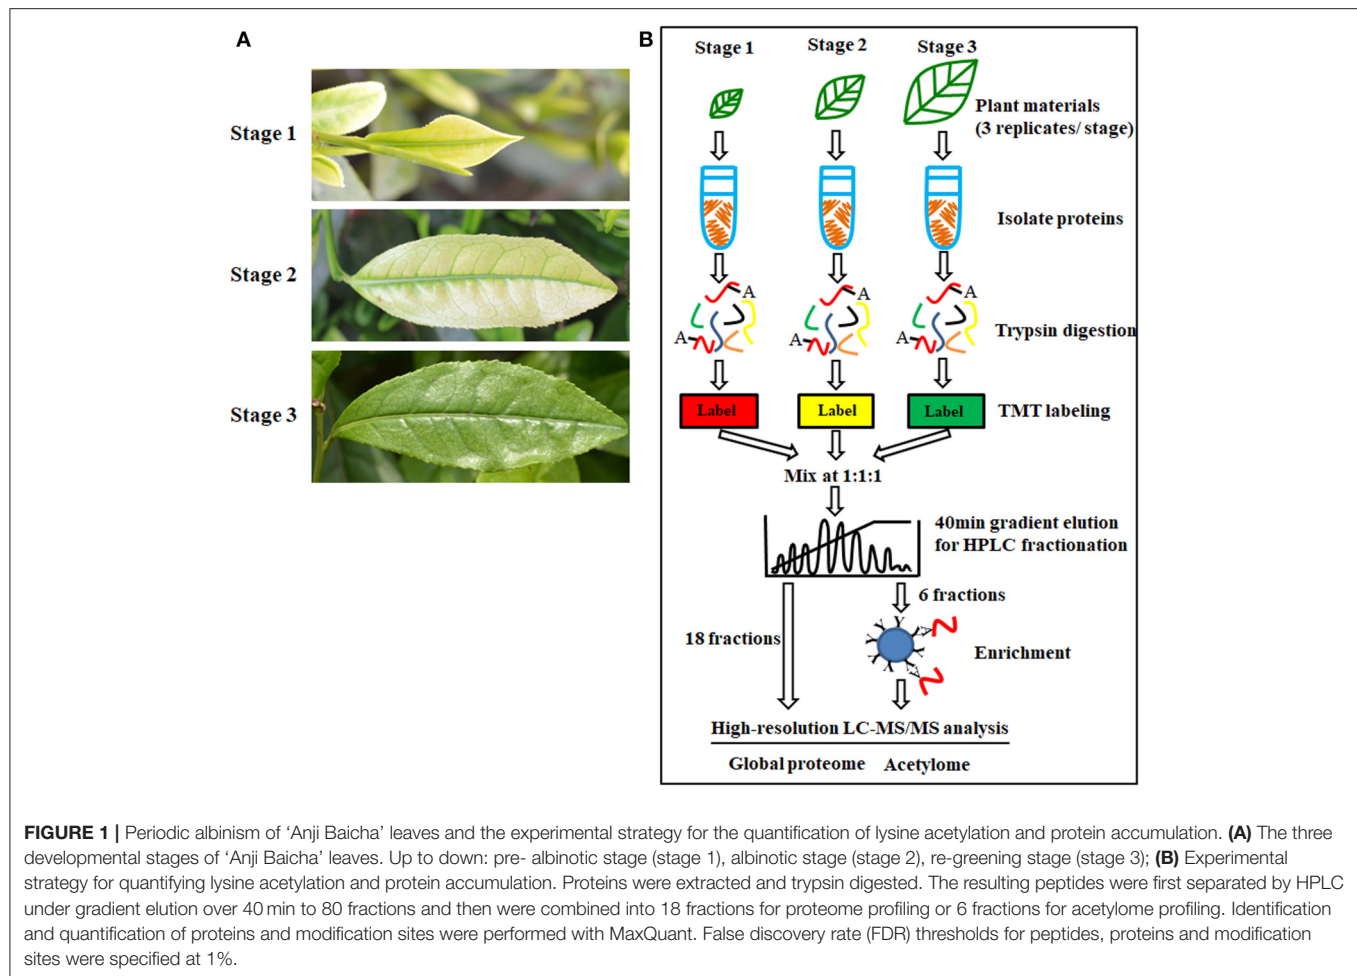 A
Stage 1
Stage 2
Stage 3
B
Stage 1
Stage 2
Stage 3
Plant materials
(3 replicates/ stage)
Isolate proteins
A
A
A
A
A
A
Trypsin digestion
Label
Label
Label
TMT labeling
Mix at 1:1:1
40min gradient elution
for HPLC fractionation
6 fractions
18 fractions
Enrichment
High-resolution LC-MS/MS analysis
Global proteome
Acetylome
FIGURE 1 | Periodic albinism of ‘Anji Baicha’ leaves and the experimental strategy for the quantification of lysine acetylation and protein accumulation. (A) The three
developmental stages of ‘Anji Baicha’ leaves. Up to down: pre- albinotic stage (stage 1), albinotic stage (stage 2), re-greening stage (stage 3); (B) Experimental
strategy for quantifying lysine acetylation and protein accumulation. Proteins were extracted and trypsin digested. The resulting peptides were first separated by HPLC
under gradient elution over 40 min to 80 fractions and then were combined into 18 fractions for proteome profiling or 6 fractions for acetylome profiling. Identification
and quantification of proteins and modification sites were performed with MaxQuant. False discovery rate (FDR) thresholds for peptides, proteins and modification
sites were specified at 1%.